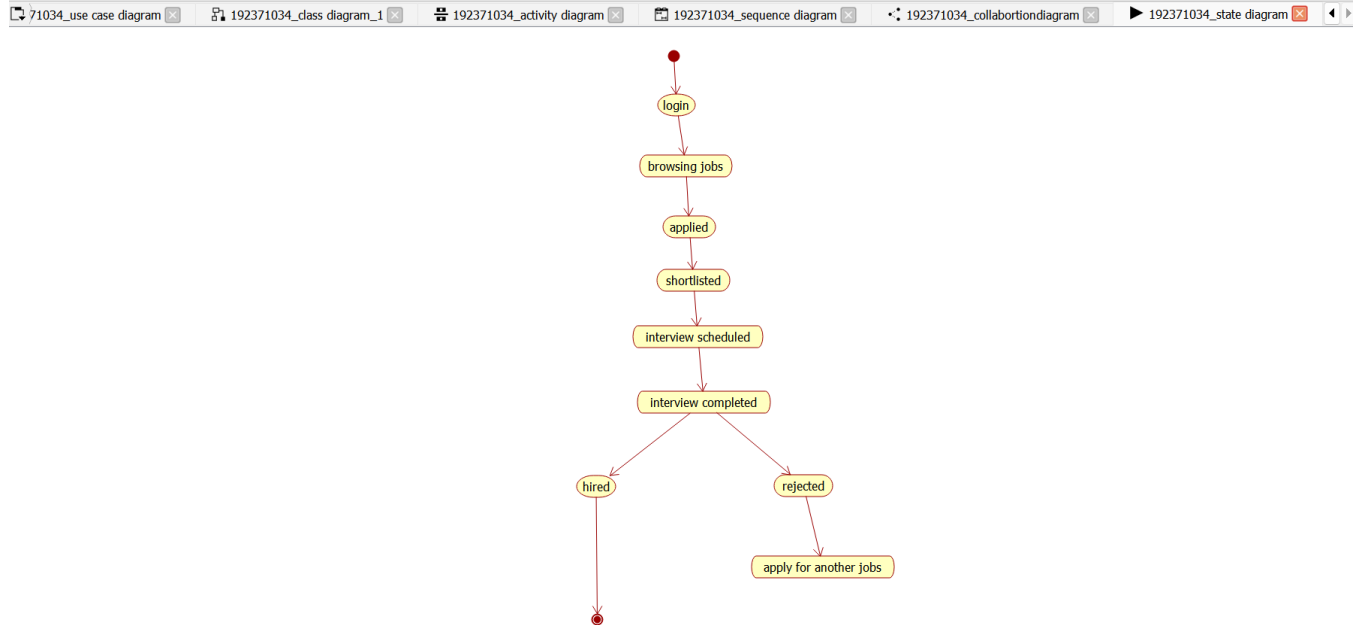 71034_use case diagram
192371034_class diagram_1
192371034_activity diagram
192371034_sequence diagram
192371034_collabortiondiagram
192371034_state diagram
login
browsing jobs
applied
shortlisted
interview scheduled
interview completed
hired
rejected
apply for another jobs